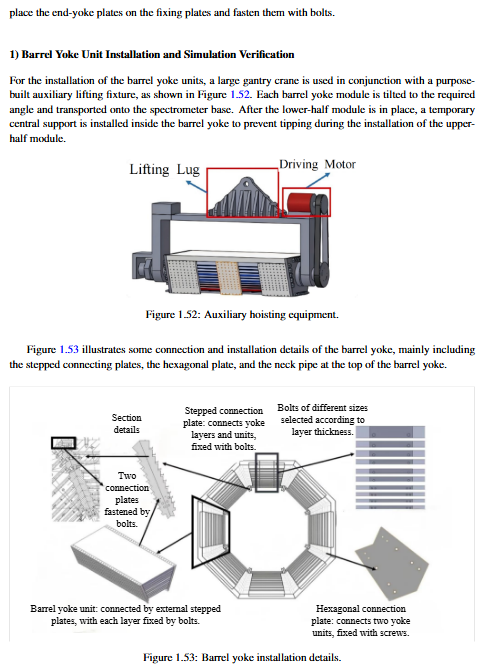 place the end-yoke plates on the fixing plates and fasten them with bolts.
1) Barrel Yoke Unit Installation and Simulation Verification
For the installation of the barrel yoke units, a large gantry crane is used in conjunction with a purpose-
built auxiliary lifting fixture, as shown in Figure 1.52. Each barrel yoke module is tilted to the required
angle and transported onto the spectrometer base. After the lower-half module is in place, a temporary
central support is installed inside the barrel yoke to prevent tipping during the installation of the upper-
half module.
Lifting Lug
Driving Motor
Figure 1.52: Auxiliary hoisting equipment.
Figure 1.53 illustrates some connection and installation details of the barrel yoke, mainly including
the stepped connecting plates, the hexagonal plate, and the neck pipe at the top of the barrel yoke.
Section
details
Stepped connection
plate: connects yoke
layers and units,
fixed with bolts.
Bolts of different sizes
selected according to
layer thickness.
Two
connection
plates
fastened by
bolts.
Barrel yoke unit: connected by external stepped
plates, with each layer fixed by bolts.
Hexagonal connection
plate: connects two yoke
units, fixed with screws.
Figure 1.53: Barrel yoke installation details.